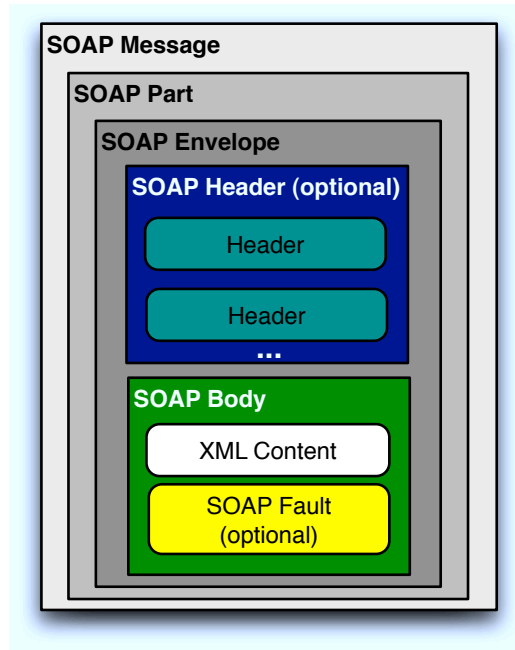 SOAP Message
SOAP Part
SOAP Envelope
SOAP Header (optional)
Header
Header
...
SOAP Body
XML Content
SOAP Fault
(optional)